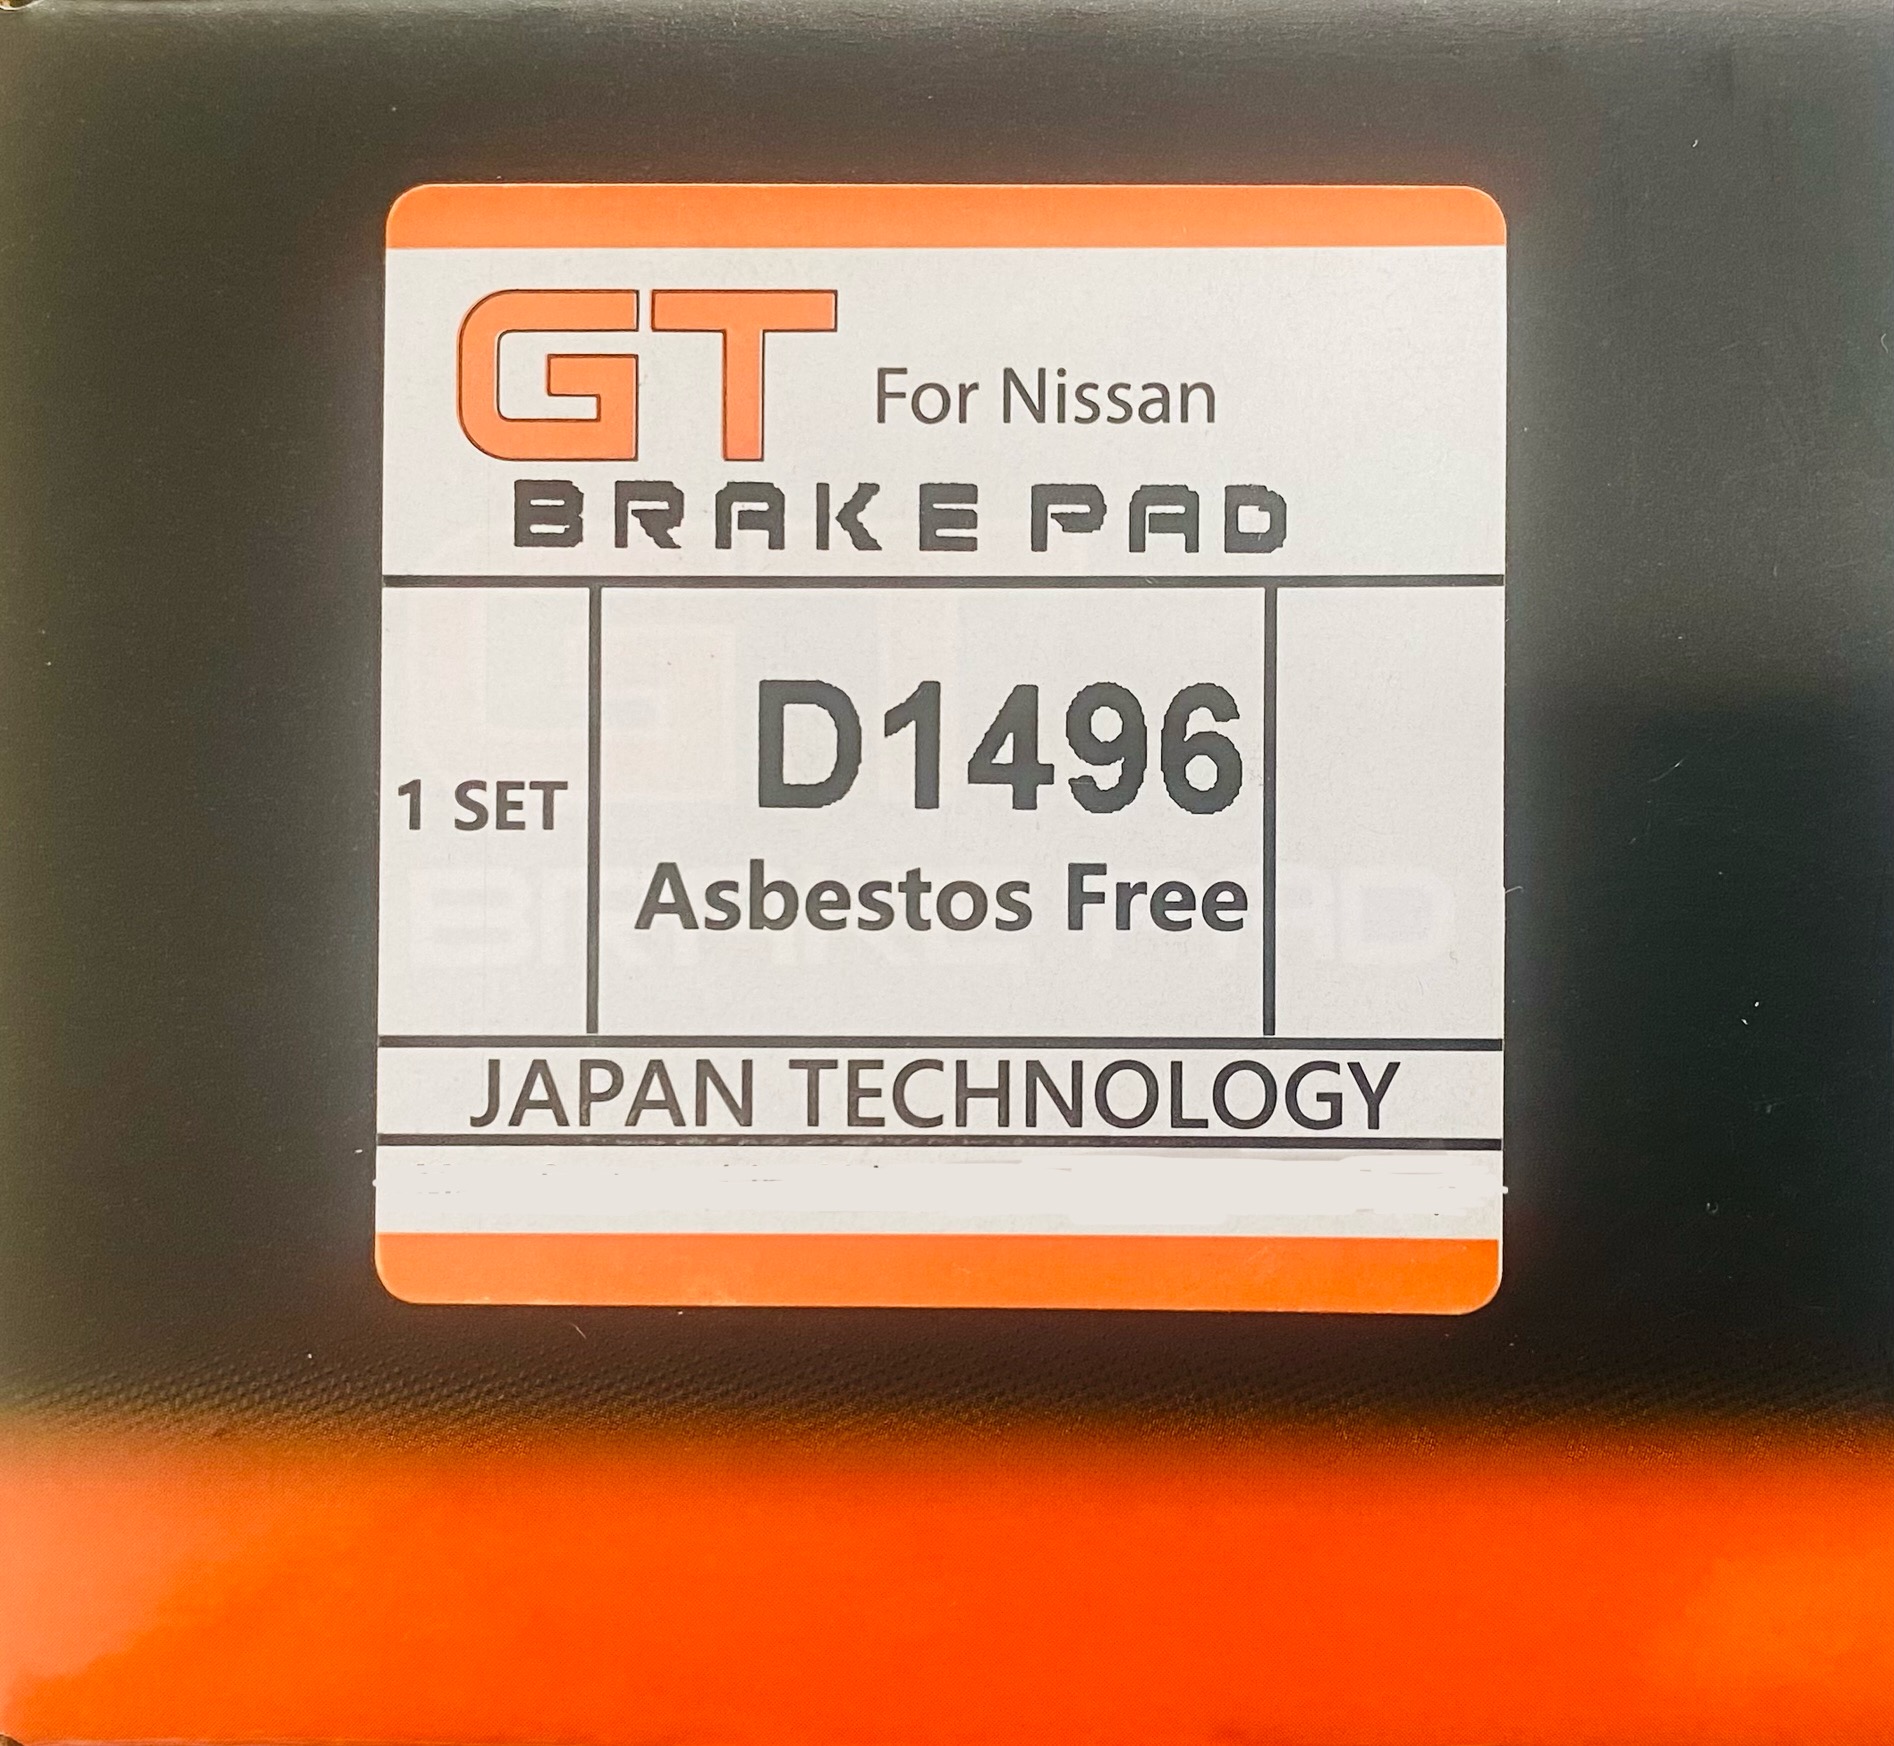 GT For Nissan
BRAKE PAD
1 SET
D1496
Asbestos Free
JAPAN TECHNOLOGY